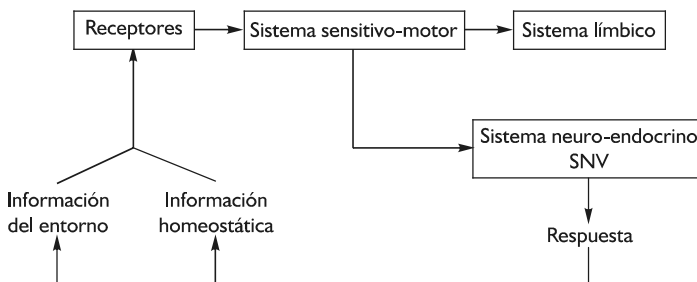 Receptores
Sistema sensitivo-motor
Sistema límbico
Sistema neuro-endocrino
SNV
Información
del entorno
Información
homeostática
Respuesta